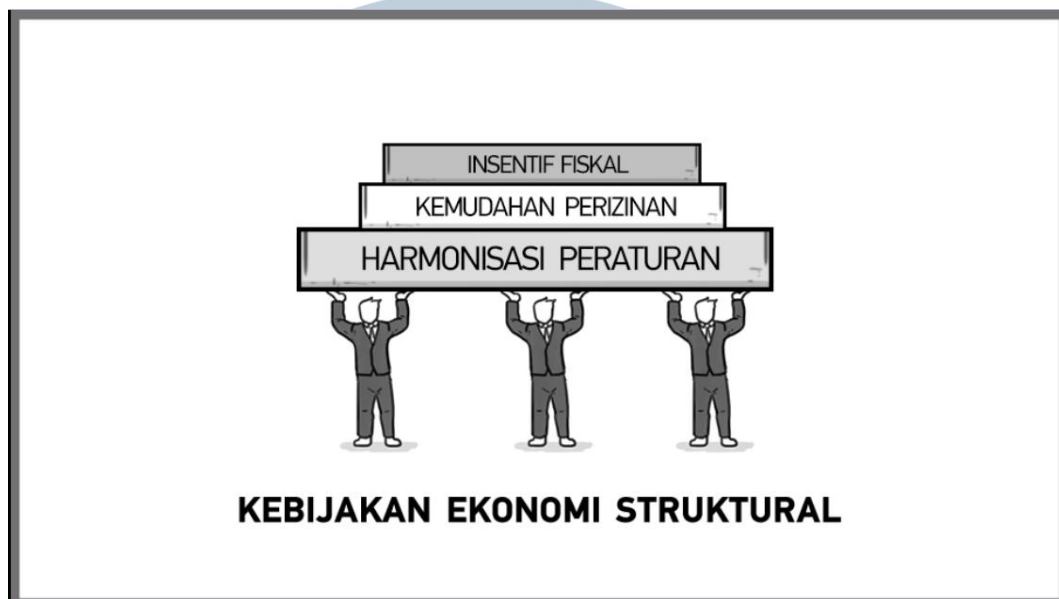 INSENTIF FISKAL
KEMUDAHAN PERIZINAN
HARMONISASI PERATURAN
KEBIJAKAN EKONOMI STRUKTURAL